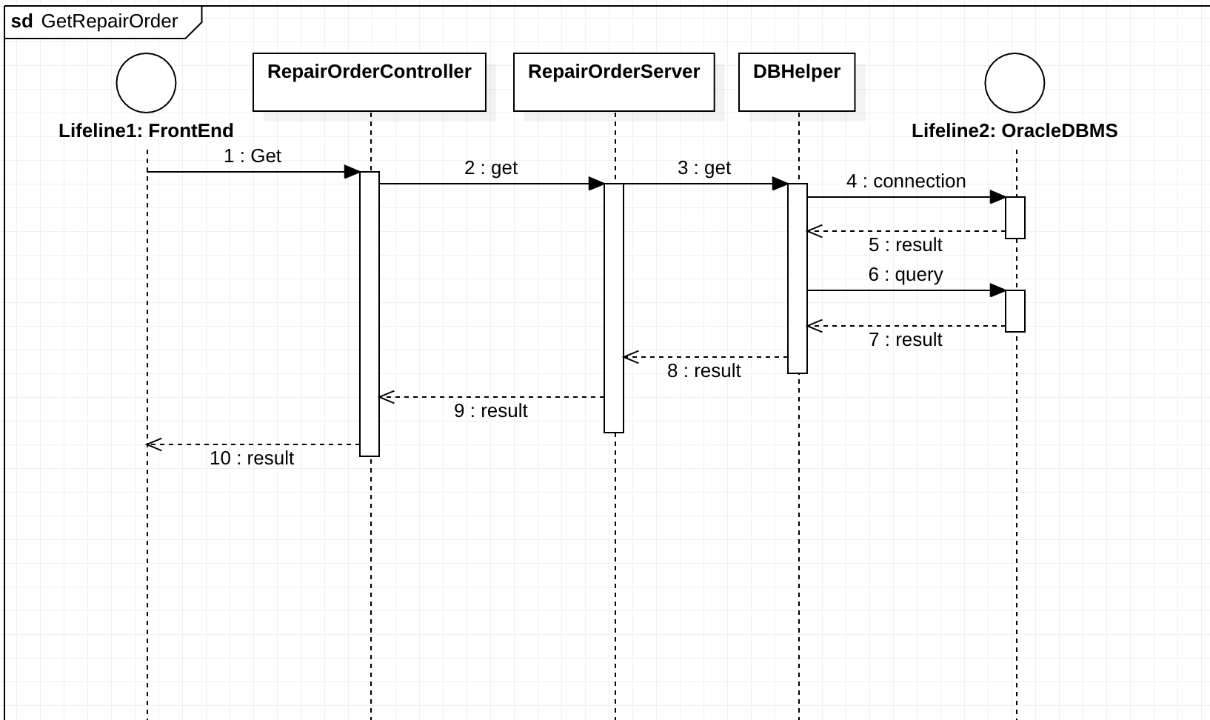 sd GetRepairOrder
RepairOrderController
RepairOrderServer
DBHelper
Lifeline1: FrontEnd
Lifeline2: OracleDBMS
1 : Get
2 : get
3 : get
4 : connection
5 : result
6 : query
7 : result
8 : result
9 : result
10 : result